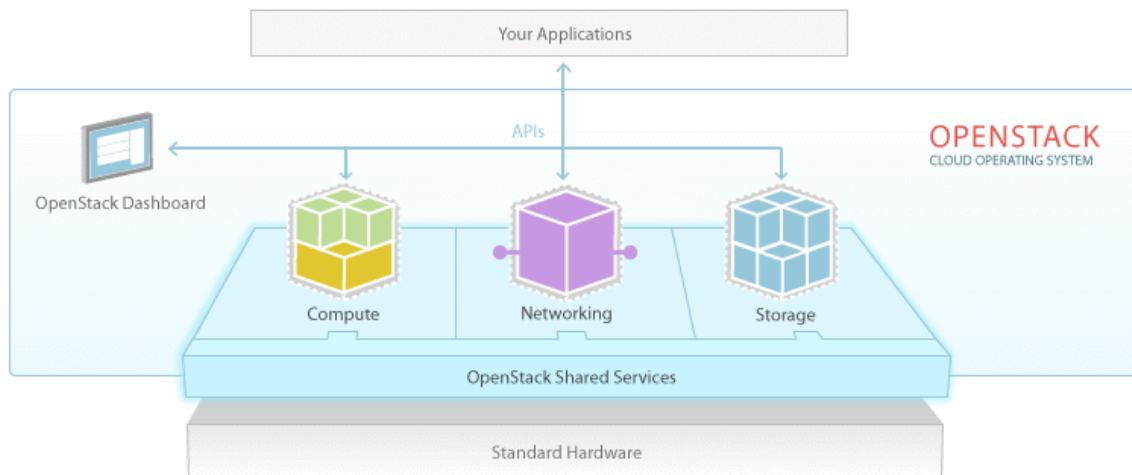 Your Applications
APIs
OPENSTACK
CLOUD OPERATING SYSTEM
OpenStack Dashboard
Compute
Networking
Storage
OpenStack Shared Services
Standard Hardware